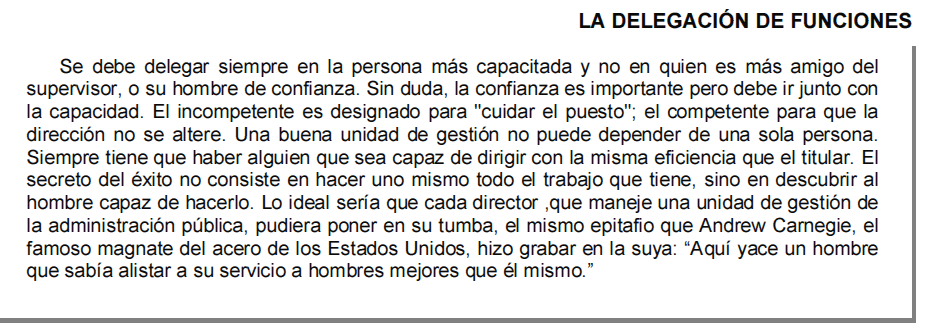 LA DELEGACIÓN DE FUNCIONES
Se debe delegar siempre en la persona más capacitada y no en quien es más amigo del
supervisor, o su hombre de confianza. Sin duda, la confianza es importante pero debe ir junto con
la capacidad. El incompetente es designado para "cuidar el puesto"; el competente para que la
dirección no se altere. Una buena unidad de gestión no puede depender de una sola persona.
Siempre tiene que haber alguien que sea capaz de dirigir con la misma eficiencia que el titular. El
secreto del éxito no consiste en hacer uno mismo todo el trabajo que tiene, sino en descubrir al
hombre capaz de hacerlo. Lo ideal sería que cada director ,que maneje una unidad de gestión de
la administración pública, pudiera poner en su tumba, el mismo epitafio que Andrew Carnegie, el
famoso magnate del acero de los Estados Unidos, hizo grabar en la suya: “Aquí yace un hombre
que sabía alistar a su servicio a hombres mejores que él mismo.”